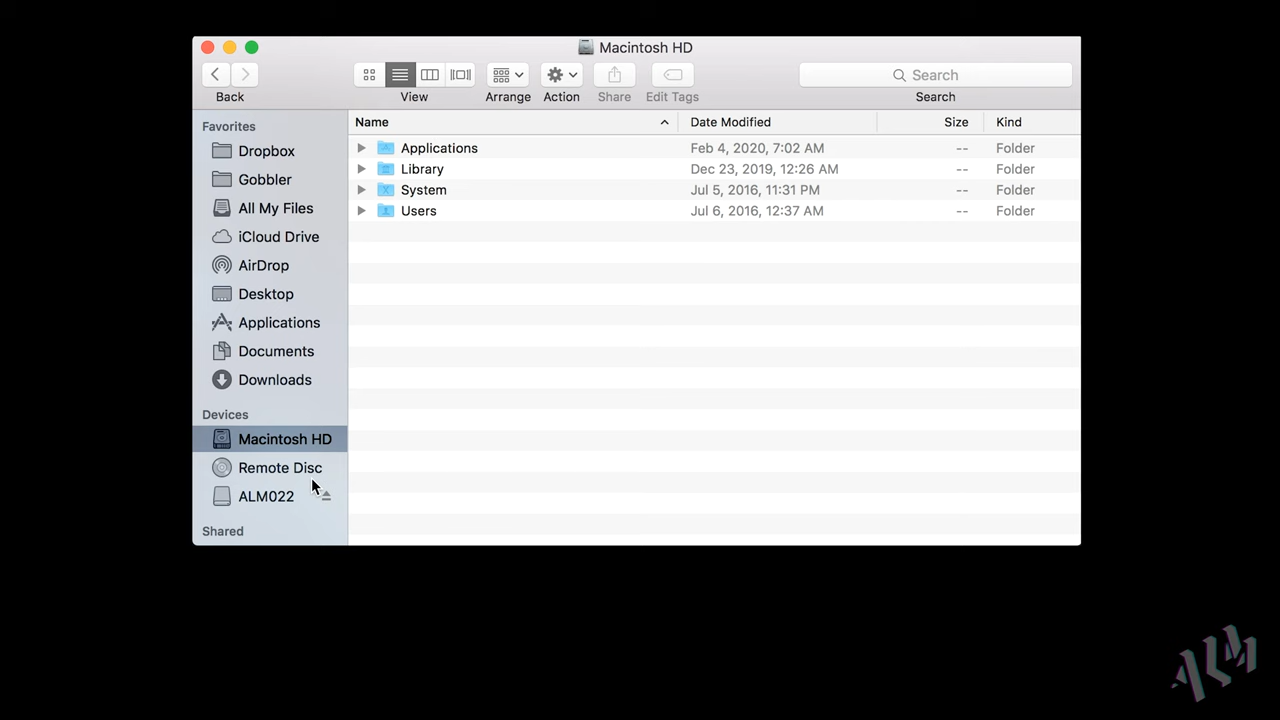 Macintosh HD
Search
Back
View
Arrange
Action
Share
Edit Tags
Search
Favorites
Dropbox
Gobbler
All My Files
iCloud Drive
AirDrop
Desktop
Applications
Documents
Downloads
Devices
Macintosh HD
Remote Disc
ALM022
Shared
Name Date Modified Size Kind
Applications Feb 4, 2020, 7:02 AM -- Folder
Library Dec 23, 2019, 12:26 AM -- Folder
System Jul 5, 2016, 11:31 PM -- Folder
Users Jul 6, 2016, 12:37 AM -- Folder
ALM